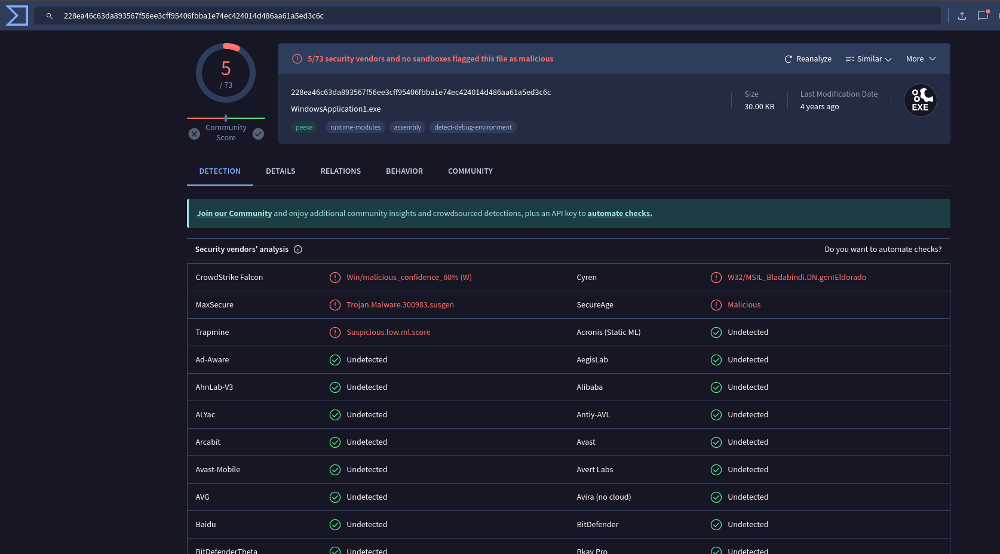 228ea46c63da893567f56ee3cff95406fbba1e74ec424014d486aa61a5ed3c6c
5
/ 73
Community
Score
5/73 security vendors and no sandboxes flagged this file as malicious
Reanalyze
Similar
More
228ea46c63da893567f56ee3cff95406fbba1e74ec424014d486aa61a5ed3c6c
WindowsApplication1.exe
peexe
runtime-modules
assembly
detect-debug-environment
Size
30.00 KB
Last Modification Date
4 years ago
EXE
DETECTION
DETAILS
RELATIONS
BEHAVIOR
COMMUNITY
Join our Community and enjoy additional community insights and crowdsourced detections, plus an API key to automate checks.
Security vendors' analysis
Do you want to automate checks?
CrowdStrike Falcon
Win/malicious_confidence_60% (W)
Cyren
W32/MSIL_Bladabindi.DN.gen!Eldorado
MaxSecure
Trojan.Malware.300983.susgen
SecureAge
Malicious
Trapmine
Suspicious.low.ml.score
Acronis (Static ML)
Undetected
Ad-Aware
Undetected
AegisLab
Undetected
AhnLab-V3
Undetected
Alibaba
Undetected
ALYac
Undetected
Antiy-AVL
Undetected
Arcabit
Undetected
Avast
Undetected
Avast-Mobile
Undetected
Avert Labs
Undetected
AVG
Undetected
Avira (no cloud)
Undetected
Baidu
Undetected
BitDefender
Undetected
BitDefenderTheta
Undetected
Bkav Pro
Undetected